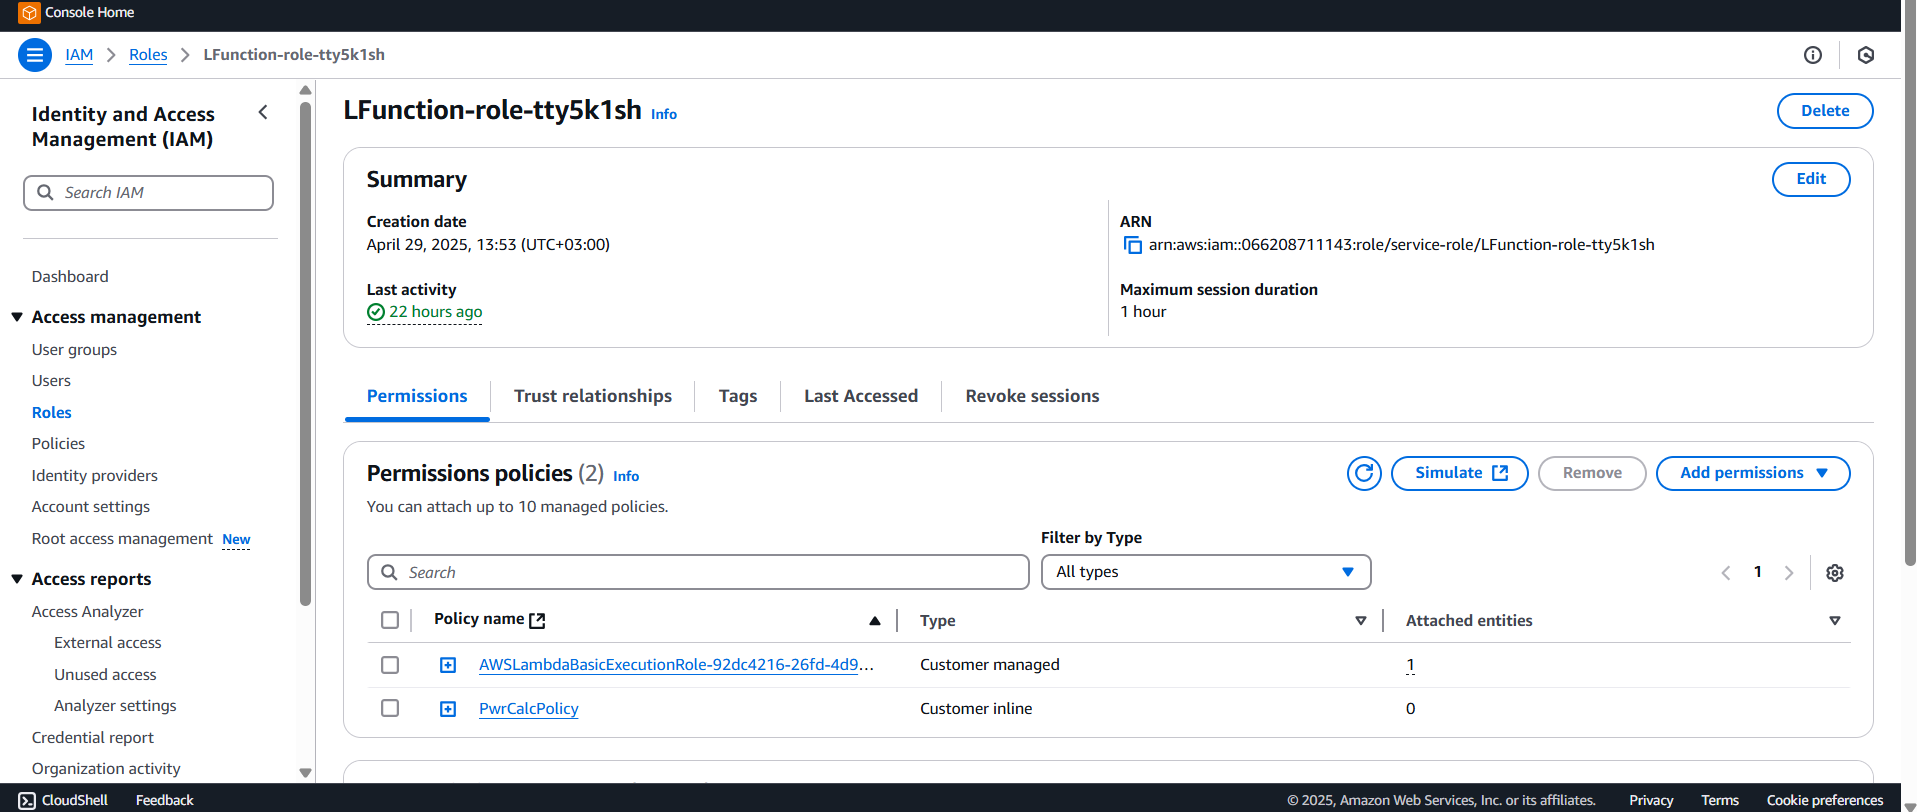 Console Home
IAM
Roles
LFunction-role-tty5k1sh
Identity and Access
Management (IAM)
Search IAM
Dashboard
Access management
User groups
Users
Roles
Policies
Identity providers
Account settings
Root access management New
Access reports
Access Analyzer
External access
Unused access
Analyzer settings
Credential report
Organization activity
LFunction-role-tty5k1sh Info
Delete
Summary
Edit
Creation date
April 29, 2025, 13:53 (UTC+03:00)
ARN
arn:aws:iam::066208711143:role/service-role/LFunction-role-tty5k1sh
Last activity
22 hours ago
Maximum session duration
1 hour
Permissions
Trust relationships
Tags
Last Accessed
Revoke sessions
Permissions policies (2) Info
Simulate
Remove
Add permissions
You can attach up to 10 managed policies.
Filter by Type
Search
All types
1
Policy name
Type
Attached entities
AWSLambdaBasicExecutionRole-92dc4216-26fd-4d9...
Customer managed
1
PwrCalcPolicy
Customer inline
0
CloudShell
Feedback
© 2025, Amazon Web Services, Inc. or its affiliates.
Privacy
Terms
Cookie preferences